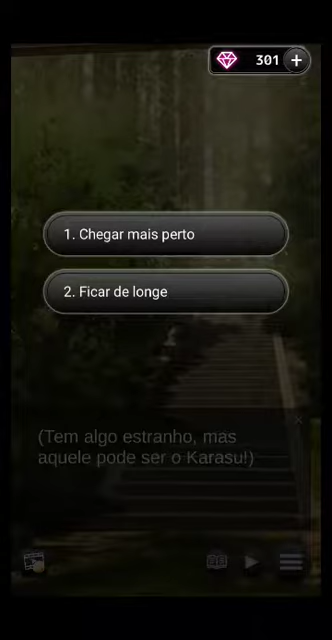 301 +
1. Chegar mais perto
2. Ficar de longe
(Tem algo estranho, mas
aquele pode ser o Karasu!)